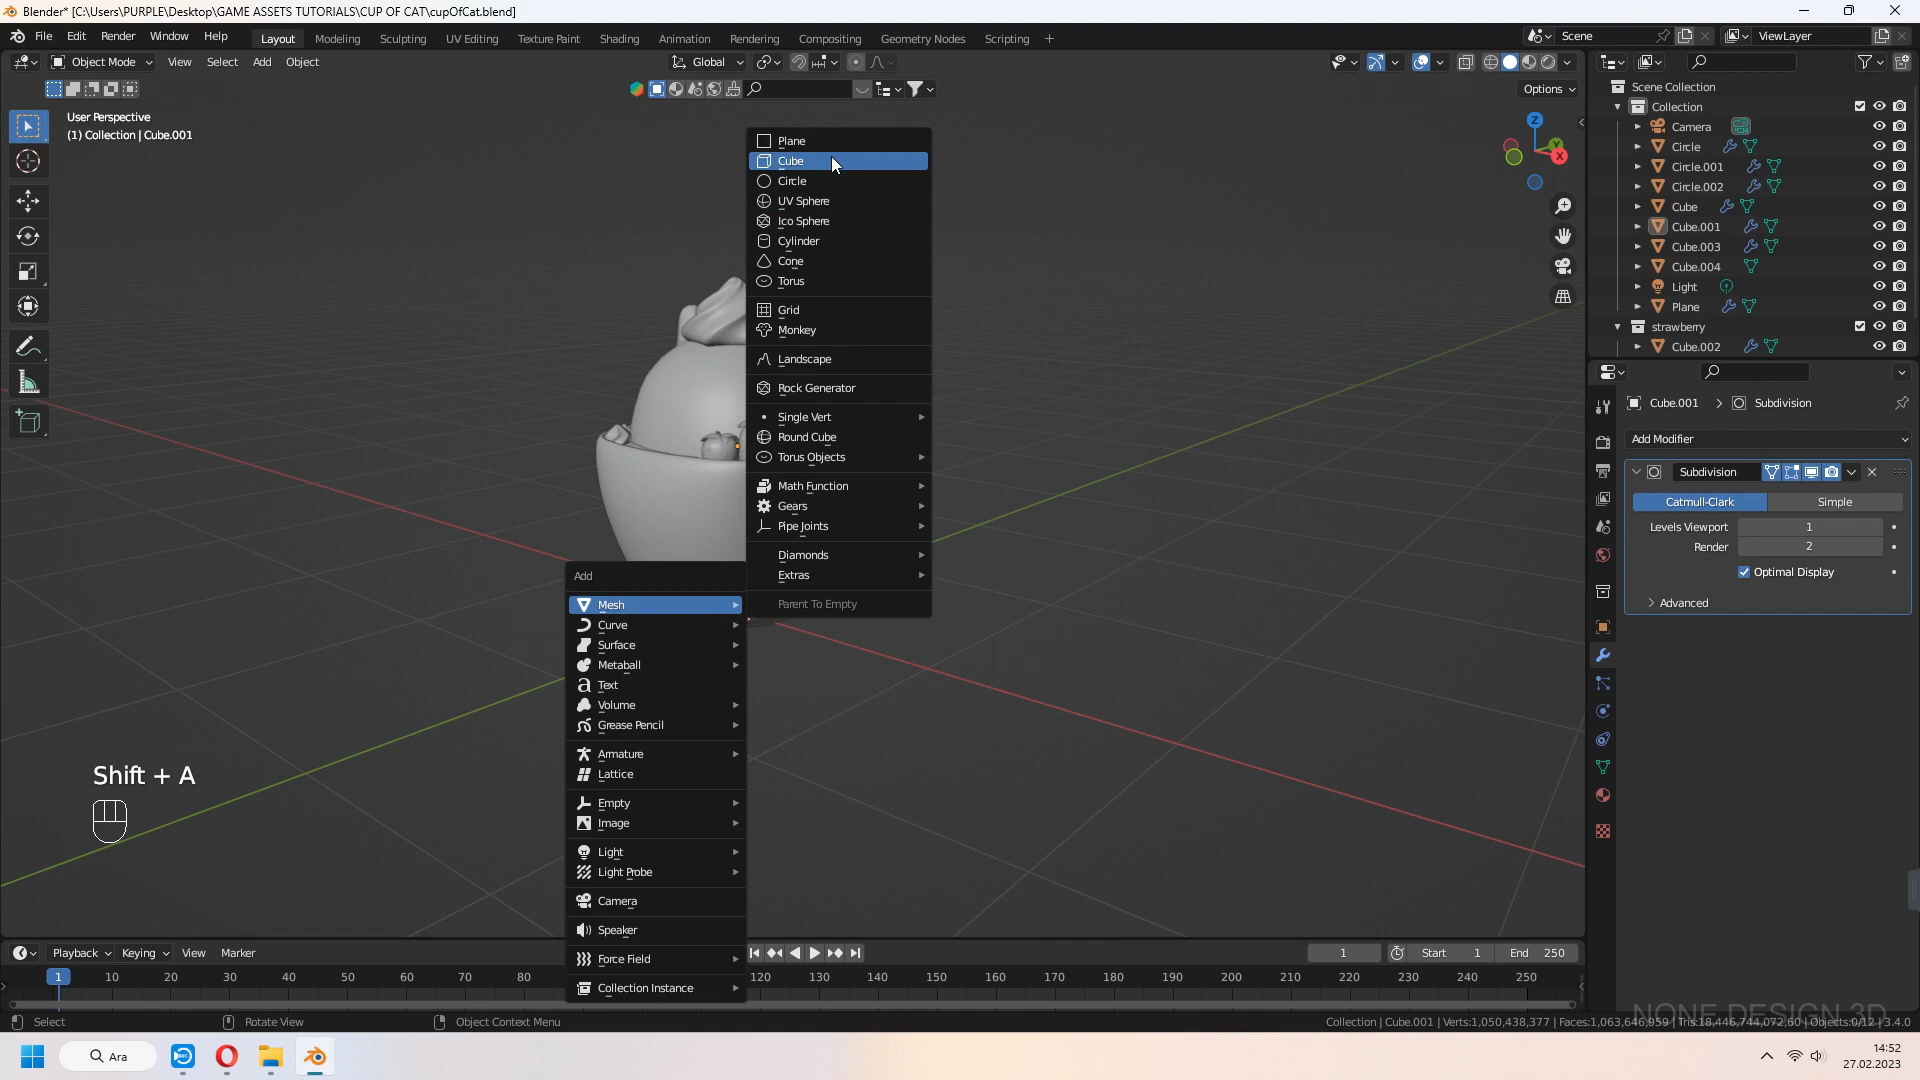 Blender* [C:\Users\PURPLE\Desktop\GAME ASSETS TUTORIALS\CUP OF CAT\cupOfCat.blend]
File Edit Render Window Help Layout Modeling Sculpting UV Editing Texture Paint Shading Animation Rendering Compositing Geometry Nodes Scripting + Scene ViewLayer
Object Mode View Select Add Object Global
Options
User Perspective
(1) Collection | Cube.001
Z
Y
X
Plane
Cube
Circle
UV Sphere
Ico Sphere
Cylinder
Cone
Torus
Grid
Monkey
Landscape
Rock Generator
Single Vert
Round Cube
Torus Objects
Math Function
Gears
Pipe Joints
Diamonds
Extras
Parent To Empty
Add
Mesh
Curve
Surface
Metaball
Text
Volume
Grease Pencil
Armature
Lattice
Empty
Image
Light
Light Probe
Camera
Speaker
Force Field
Collection Instance
Shift + A
Scene Collection
Collection
Camera
Circle
Circle.001
Circle.002
Cube
Cube.001
Cube.003
Cube.004
Light
Plane
strawberry
Cube.002
Cube.001 > Subdivision
Add Modifier
Subdivision
Catmull-Clark Simple
Levels Viewport 1
Render 2
Optimal Display
Advanced
Playback Keying View Marker 1 Start 1 End 250
1 10 20 30 40 50 60 70 80 120 130 140 150 160 170 180 190 200 210 220 230 240 250
NONE DESIGN 3D
Select Rotate View Object Context Menu Collection | Cube.001 | Verts:1,050,438,377 | Faces:1,063,646,959 | Tris:18,446,744,072,60 | Objects:0/12 | 3.4.0
Ara
14:52
27.02.2023